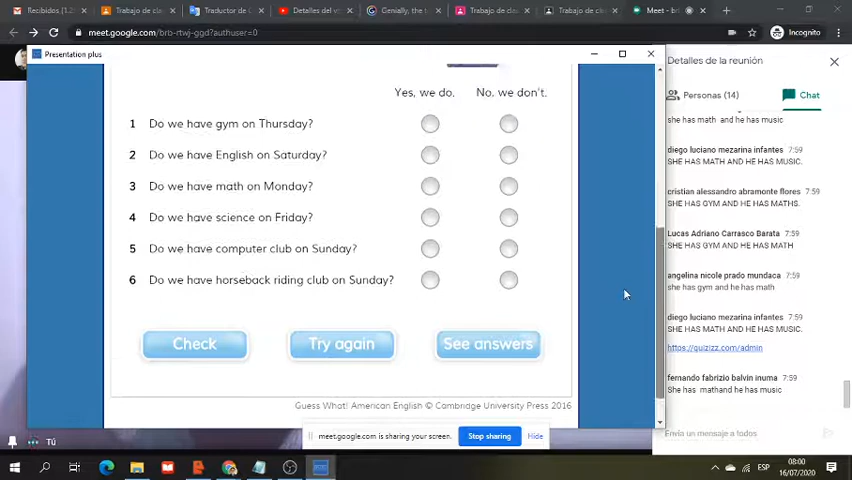 Recibidos (1.2
Trabajo de cla
Traductor de C
Detalles del v
Genially, the t
Trabajo de cla
Trabajo de cl
Meet - br
meet.google.com/brb-rtwj-ggd?authuser=0
Incognito
Presentation plus
Yes, we do. No, we don't.
1 Do we have gym on Thursday?
2 Do we have English on Saturday?
3 Do we have math on Monday?
4 Do we have science on Friday?
5 Do we have computer club on Sunday?
6 Do we have horseback riding club on Sunday?
Check Try again See answers
Guess What! American English © Cambridge University Press 2016
meet.google.com is sharing your screen. Stop sharing Hide
Tú
Detalles de la reunión
Personas (14) Chat
she has math and he has music
diego luciano mezarina infantes 7:59
SHE HAS MATH AND HE HAS MUSIC.
cristian alessandro abramonte flores 7:59
SHE HAS GYM AND HE HAS MATHS.
Lucas Adriano Carrasco Barata 7:59
SHE HAS GYM AND HE HAS MATH
angelina nicole prado mundaca 7:59
she has gym and he has math
diego luciano mezarina infantes 7:59
SHE HAS MATH AND HE HAS MUSIC.
https://quizizz.com/admin
fernando fabrizio balvin inuma 7:59
She has mathand he has music
Envía un mensaje a todos
ESP
08:00
16/07/2020